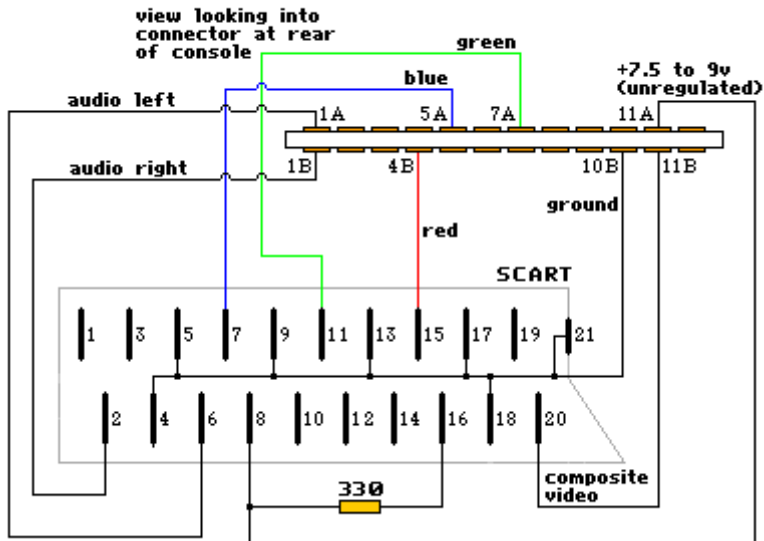 view looking into
connector at rear
of console
green
blue
+7.5 to 9v
(unregulated)
audio left
1A
5A
7A
11A
audio right
1B
4B
10B
11B
ground
red
SCART
1
3
5
7
9
11
13
15
17
19
21
2
4
6
8
10
12
14
16
18
20
330
composite
video